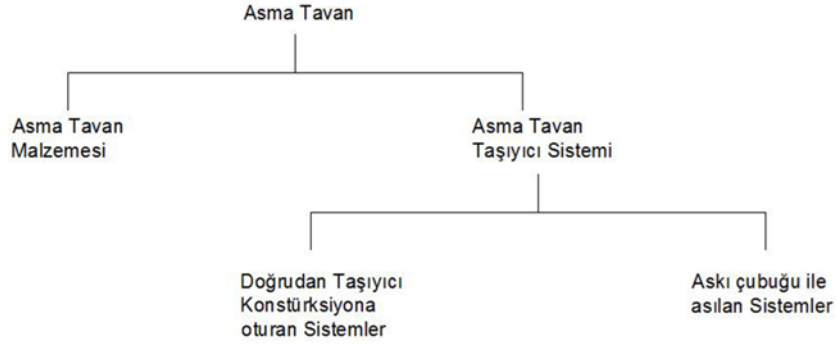 Asma Tavan
Asma Tavan
Malzemesi
Asma Tavan
Taşıyıcı Sistemi
Doğrudan Taşıyıcı
Konstürksiyona
oturan Sistemler
Askı çubuğu ile
asılan Sistemler